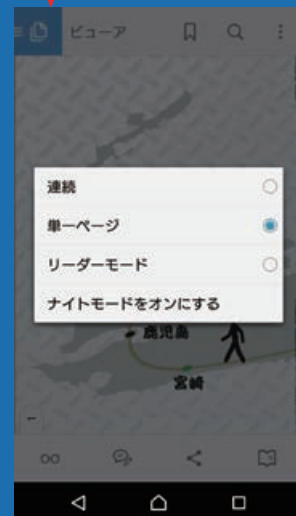 ビューア
連続
単一ページ
リーダーモード
ナイトモードをオンにする
鹿児島
宮崎